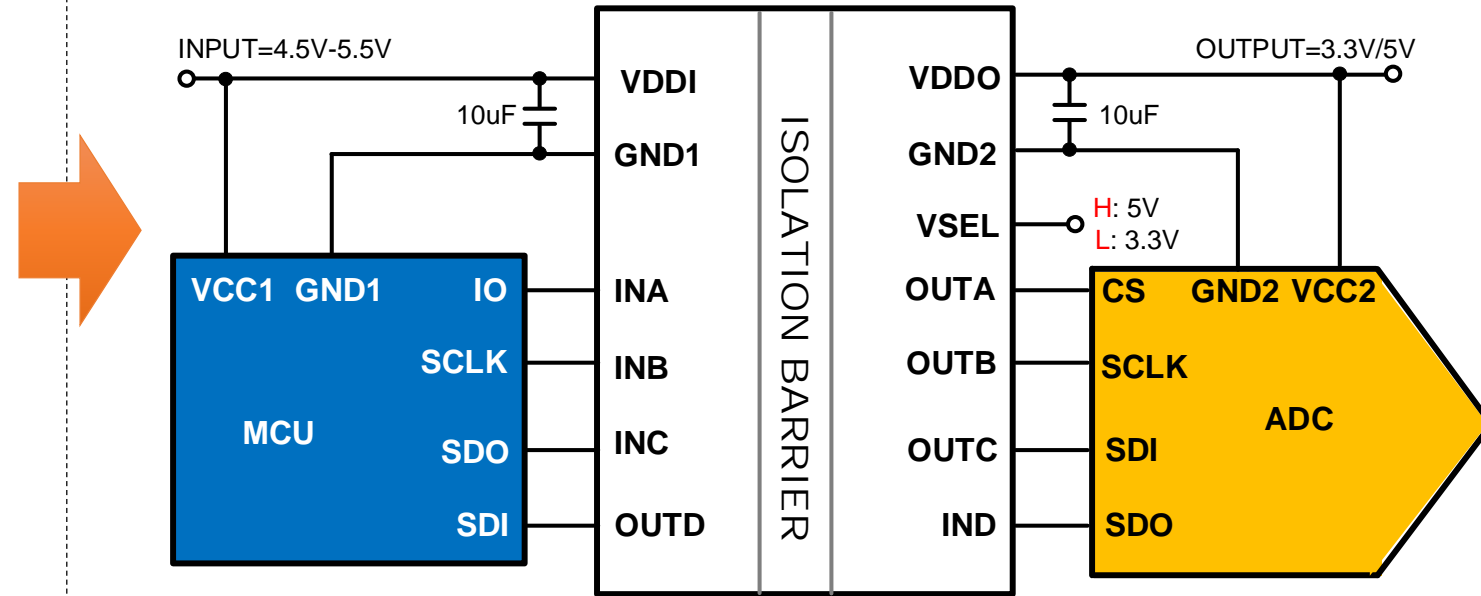 INPUT=4.5V-5.5V
OUTPUT=3.3V/5V
VDDI
VDDO
10uF
10uF
GND1
GND2
ISOLATION BARRIER
VSEL
H: 5V
L: 3.3V
VCC1 GND1 IO
INA
OUTA
CS GND2 VCC2
SCLK
INB
OUTB
SCLK
MCU
ADC
SDO
INC
OUTC
SDI
SDI
OUTD
IND
SDO